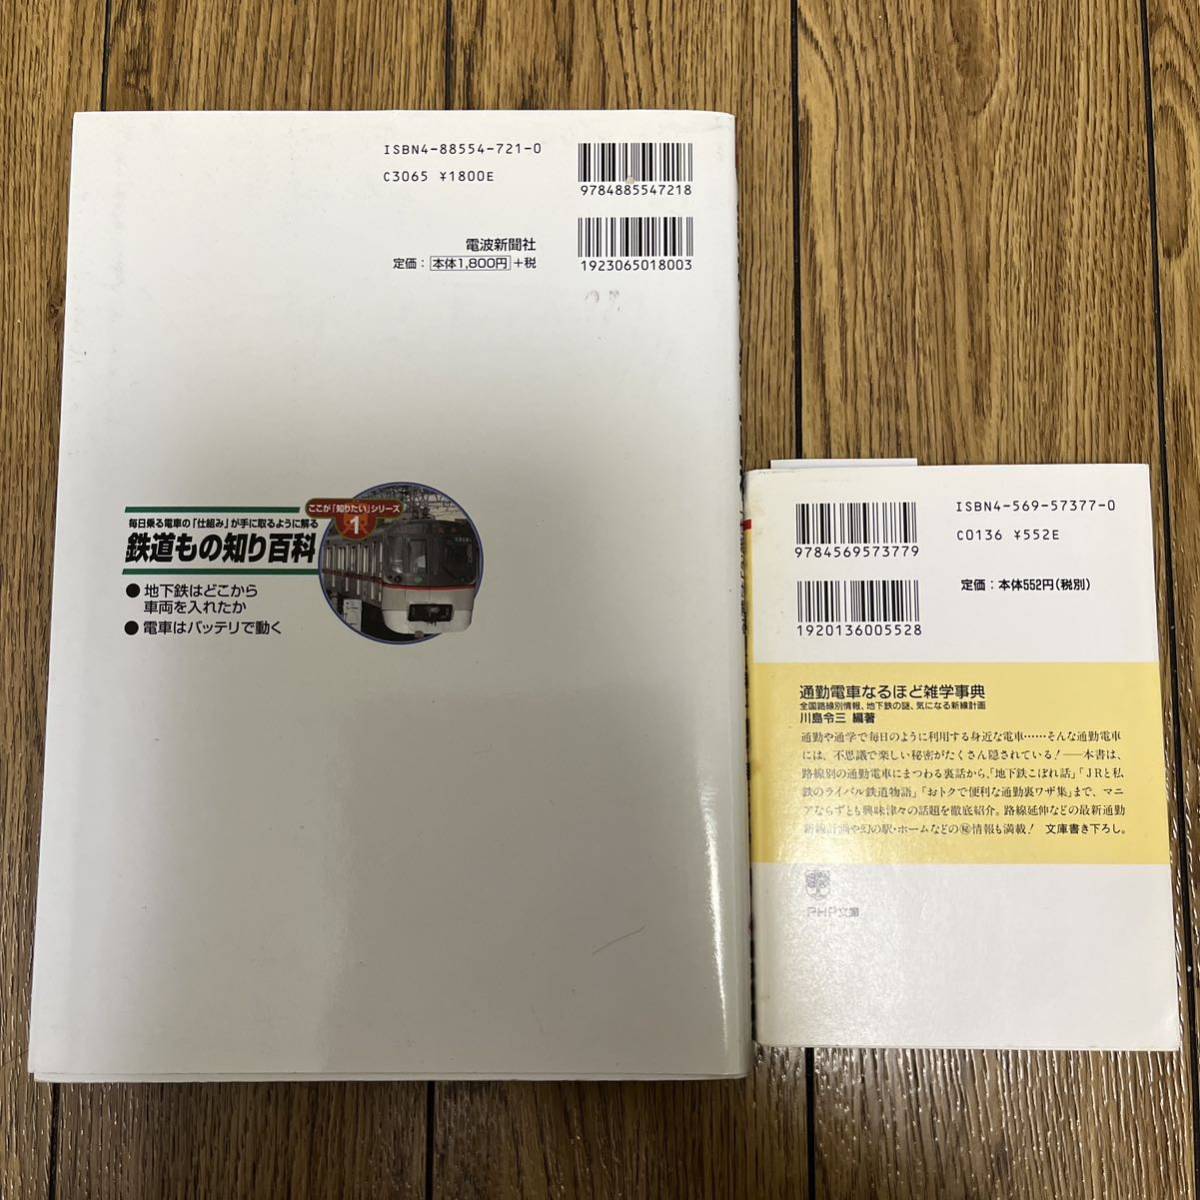 ISBN4-88554-721-0
C3065 ¥1800E
9784885547218
電波新聞社
定価：本体1,800円+税
1923065018003
ここが「知りたい」シリーズ
1
毎日乗る電車の「仕組み」が手に取るように解る
鉄道もの知り百科
●地下鉄はどこから
車両を入れたか
●電車はバッテリで動く
ISBN4-569-57377-0
C0136 ¥552E
9784569573779
定価：本体552円(税別)
1920136005528
通勤電車なるほど雑学事典
全国路線別情報、地下鉄の謎、気になる新線計画
川島令三 編著
通勤や通学で毎日のように利用する身近な電車……そんな通勤電車
には、不思議で楽しい秘密がたくさん隠されている！――本書は、
路線別の通勤電車にまつわる裏話から、「地下鉄こぼれ話」「JRと私
鉄のライバル鉄道物語」「おトクで便利な通勤裏ワザ集」まで、マニ
アならずとも興味津々の話題を徹底紹介。路線延伸などの最新通勤
新線計画や幻の駅・ホームなどの㊙情報も満載！ 文庫書き下ろし。
PHP文庫